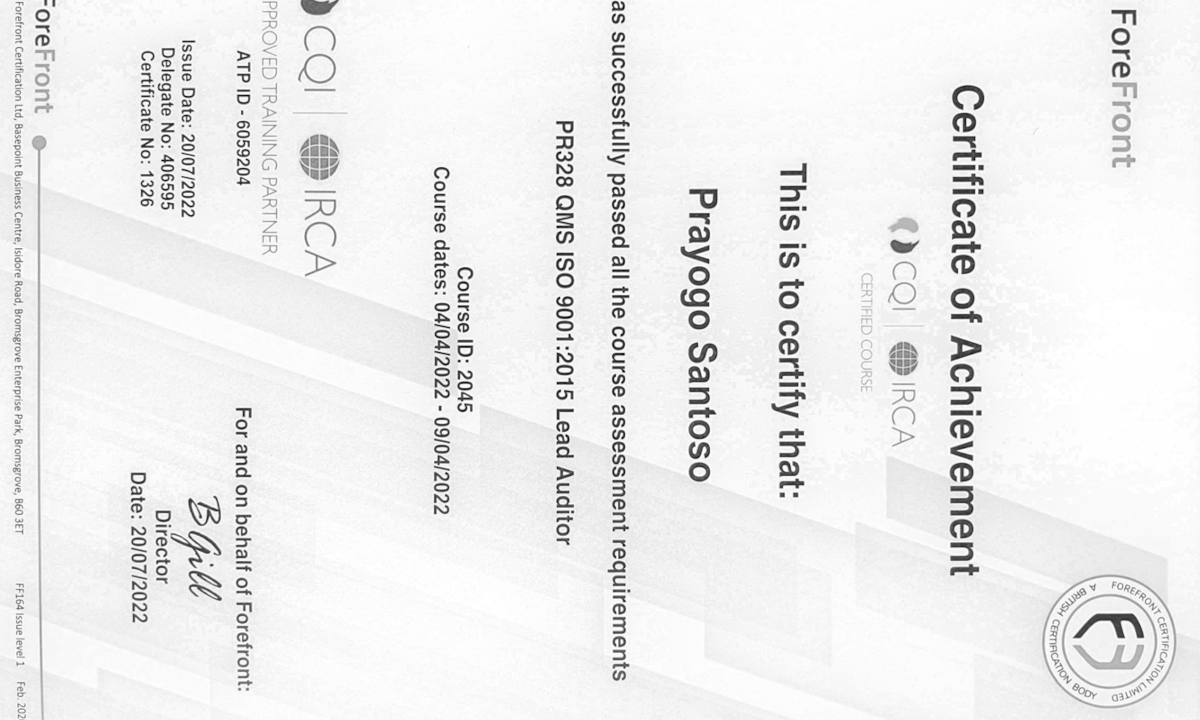 ForeFront
FOREFRONT CERTIFICATION LIMITED
A BRITISH CERTIFICATION BODY
Certificate of Achievement
CQI IRCA
CERTIFIED COURSE
This is to certify that:
Prayogo Santoso
as successfully passed all the course assessment requirements
PR328 QMS ISO 9001:2015 Lead Auditor
Course ID: 2045
Course dates: 04/04/2022 - 09/04/2022
CQI IRCA
PPROVED TRAINING PARTNER
ATP ID - 6059204
Issue Date: 20/07/2022
Delegate No: 406595
Certificate No: 1326
For and on behalf of Forefront:
B Gill
Director
Date: 20/07/2022
ForeFront
Forefront Certification Ltd, Basepoint Business Centre, Isidore Road, Bromsgrove Enterprise Park, Bromsgrove, B60 3ET
FF164 Issue level 1 Feb. 202